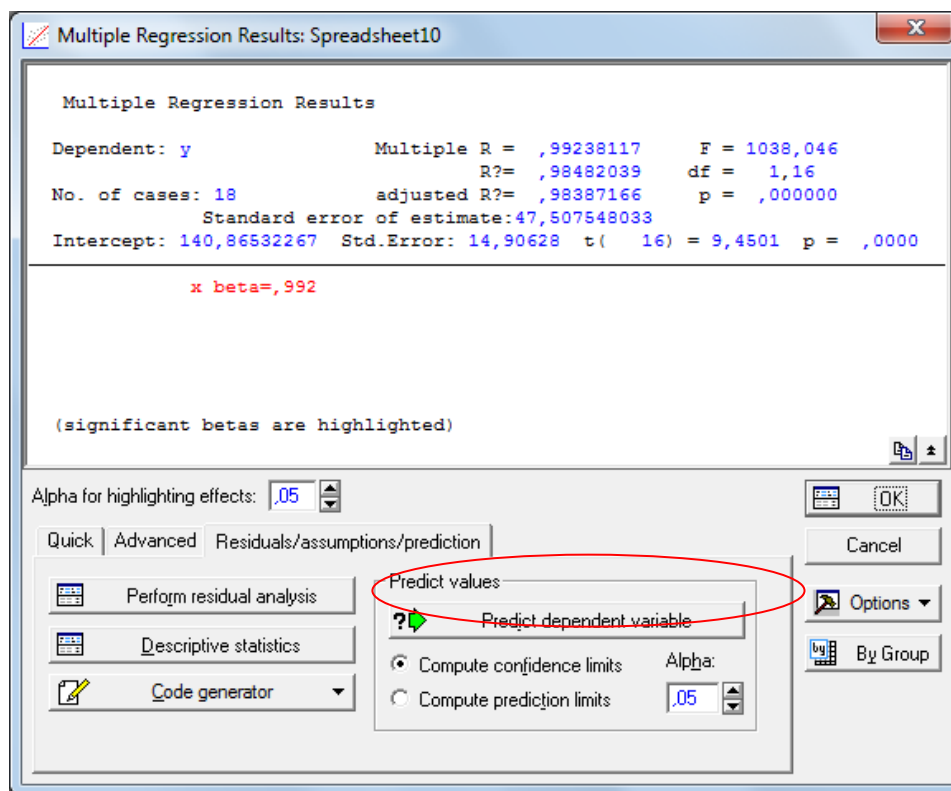 Multiple Regression Results: Spreadsheet10
Multiple Regression Results
Dependent: y Multiple R = ,99238117 F = 1038,046
R?= ,98482039 df = 1,16
No. of cases: 18 adjusted R?= ,98387166 p = ,000000
Standard error of estimate:47,507548033
Intercept: 140,86532267 Std.Error: 14,90628 t( 16) = 9,4501 p = ,0000
x beta=,992
(significant betas are highlighted)
Alpha for highlighting effects: ,05
OK
Quick Advanced Residuals/assumptions/prediction
Cancel
Perform residual analysis
Predict values
?
Predict dependent variable
Options
Descriptive statistics
Compute confidence limits Alpha:
By Group
Code generator
Compute prediction limits ,05